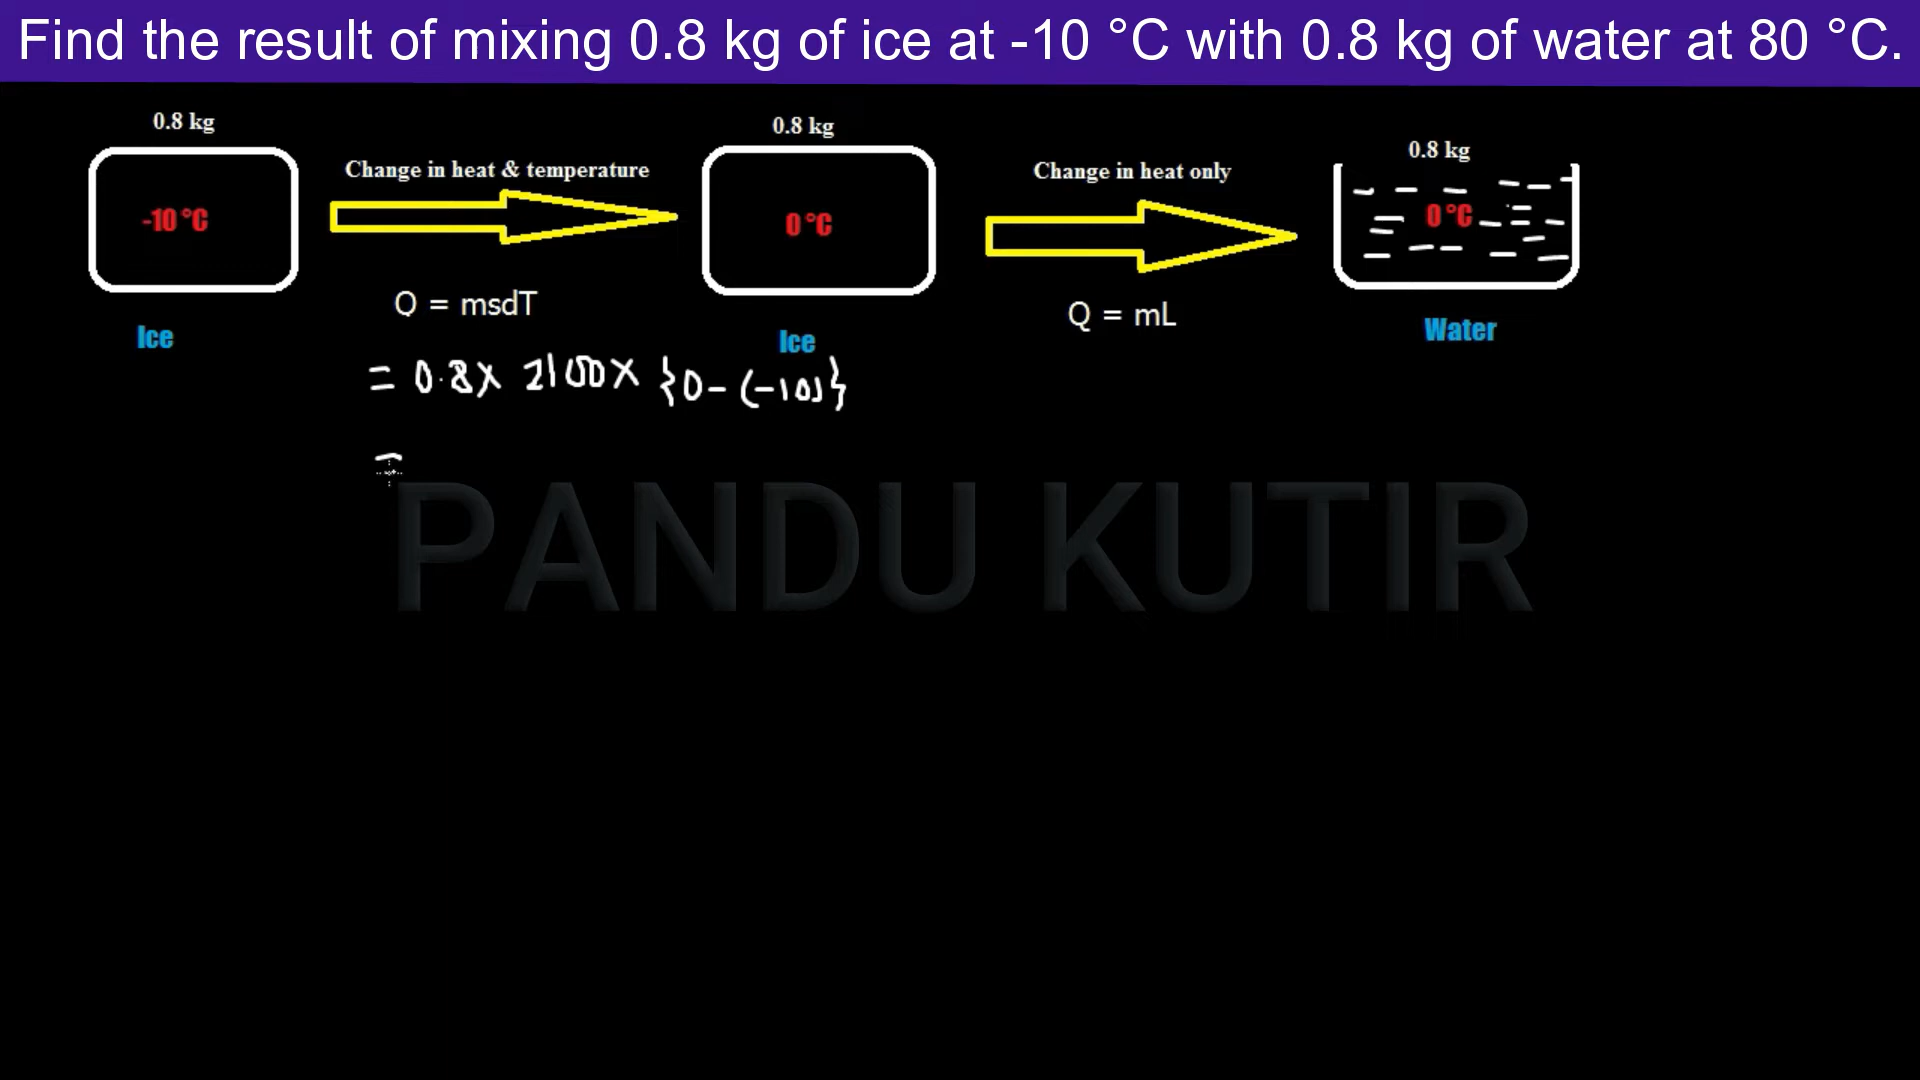 Find the result of mixing 0.8 kg of ice at -10 °C with 0.8 kg of water at 80 °C.
0.8 kg
0.8 kg
0.8 kg
Change in heat & temperature
Change in heat only
-10 °C
0 °C
0 °C
Q = msdT
Q = mL
Ice
Ice
Water
= 0.8 x 2100 x {0 - (-10)}
PANDU KUTIR